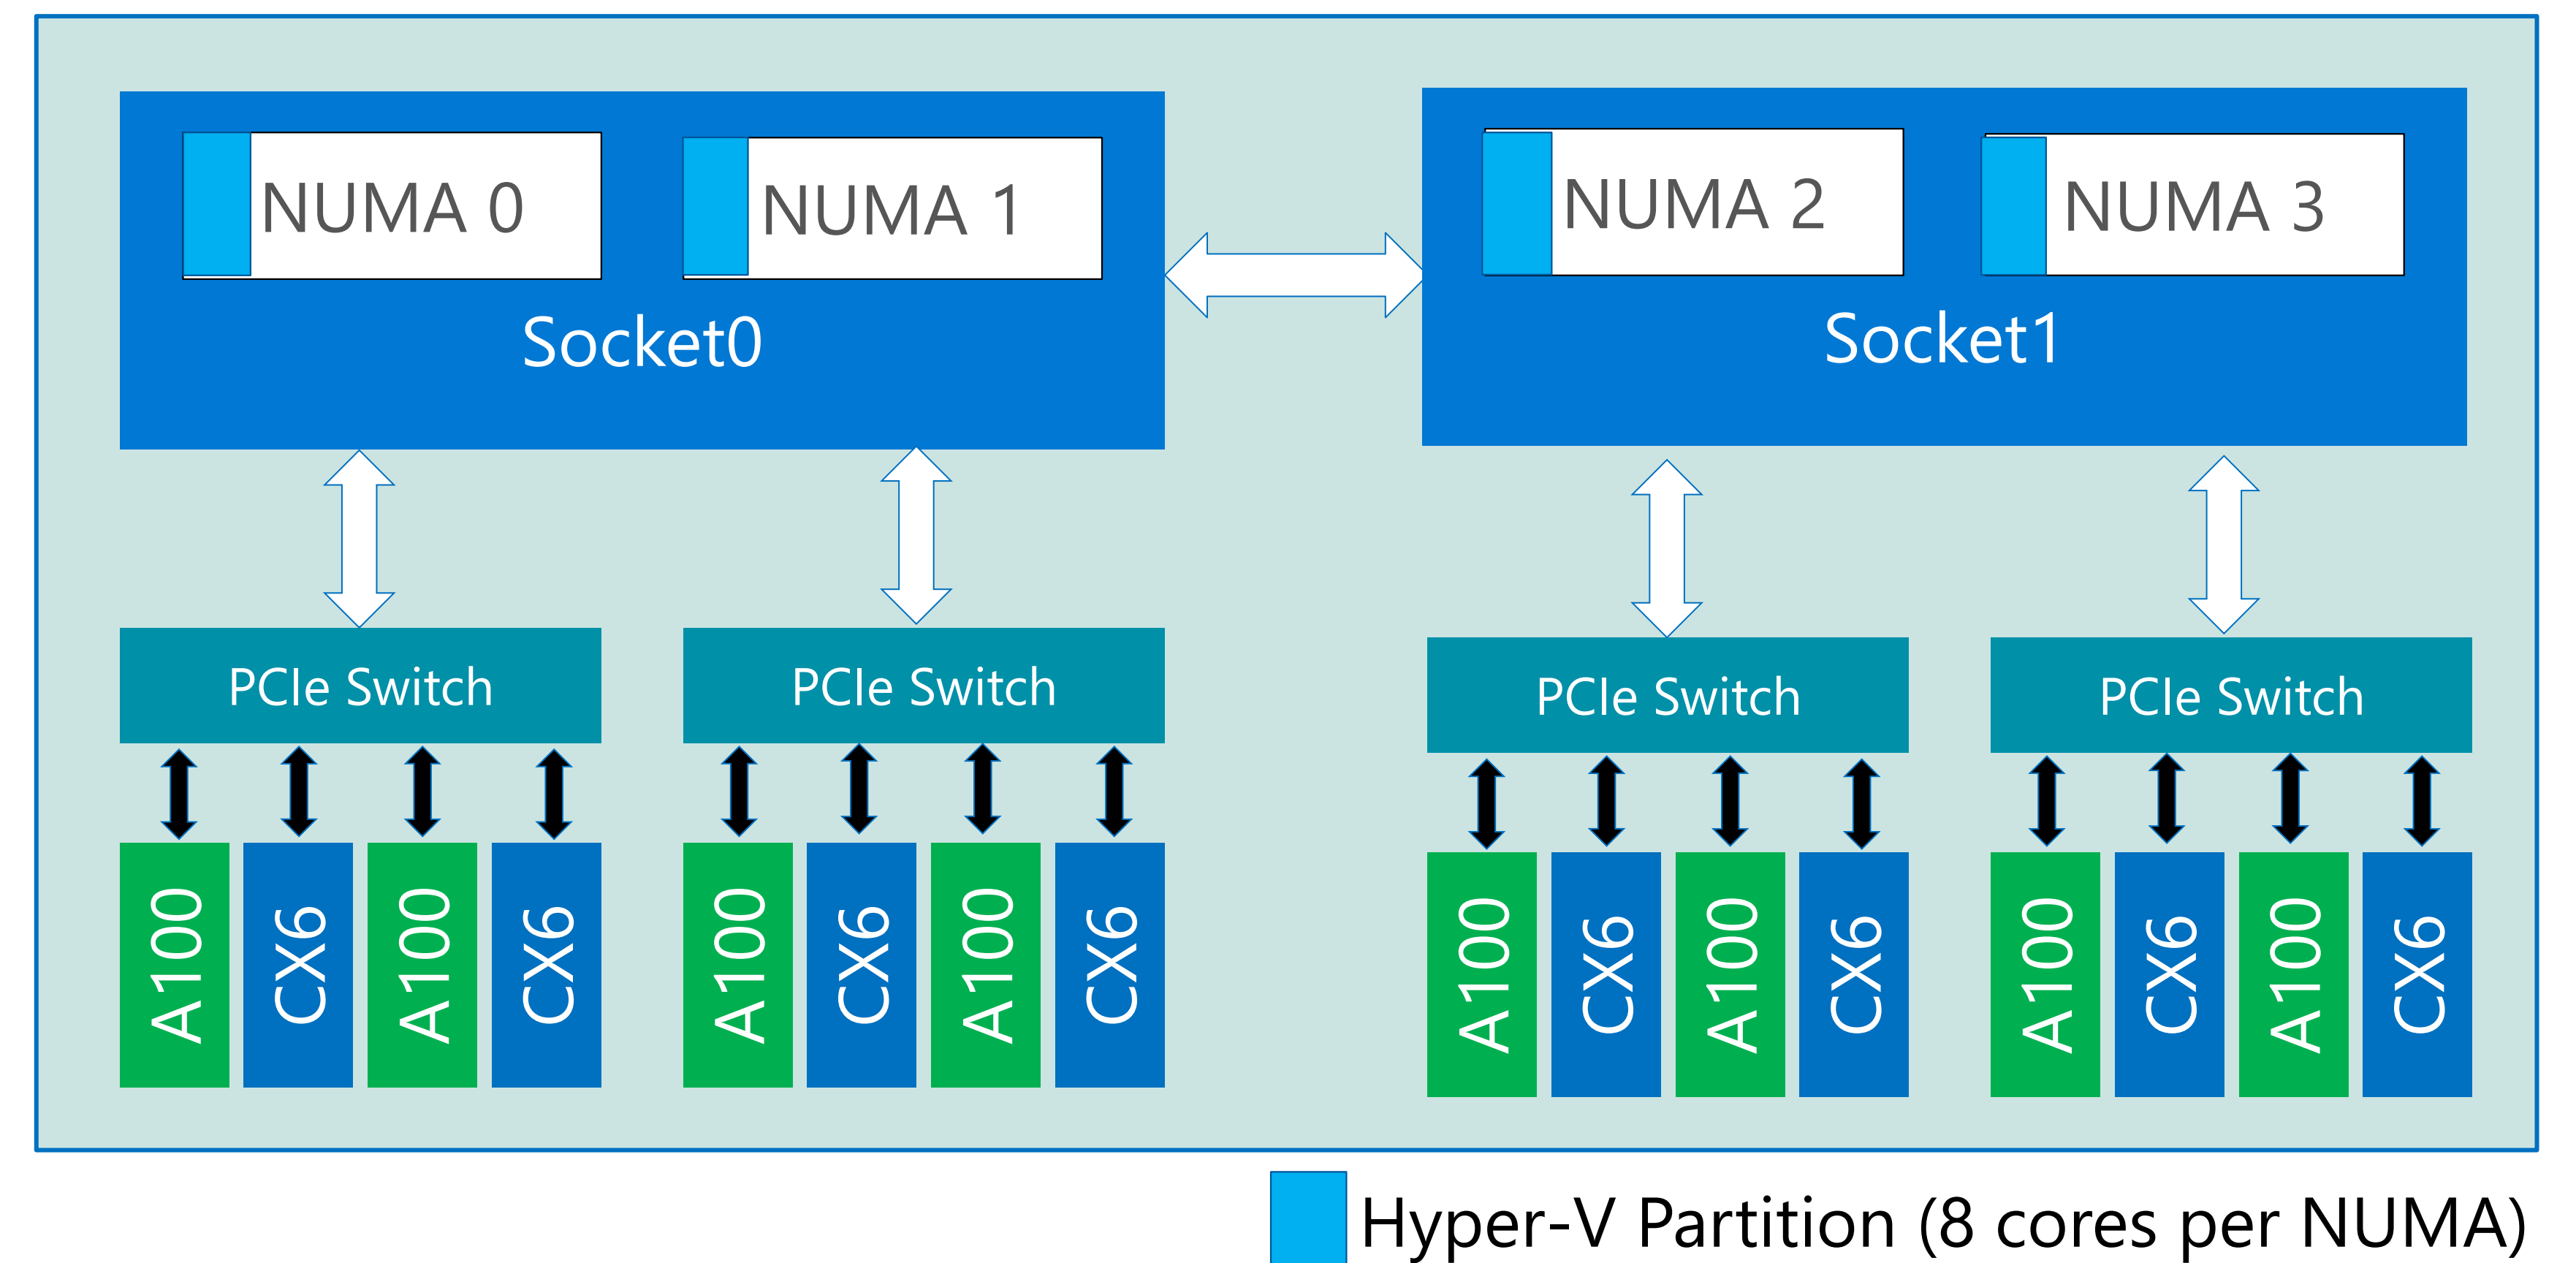 NUMA 0
NUMA 1
NUMA 2
NUMA 3
Socket0
Socket1
PCIe Switch
PCIe Switch
PCIe Switch
PCIe Switch
A100
CX6
A100
CX6
A100
CX6
A100
CX6
A100
CX6
A100
CX6
A100
CX6
A100
CX6
Hyper-V Partition (8 cores per NUMA)